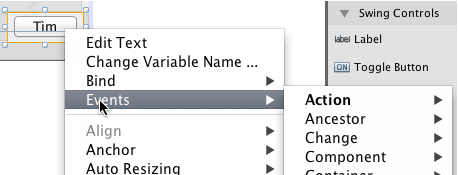 Tim
Edit Text
Change Variable Name ...
Bind
Events
Align
Anchor
Auto Resizing
Action
Ancestor
Change
Component
Container
Swing Controls
label Label
ON Toggle Button